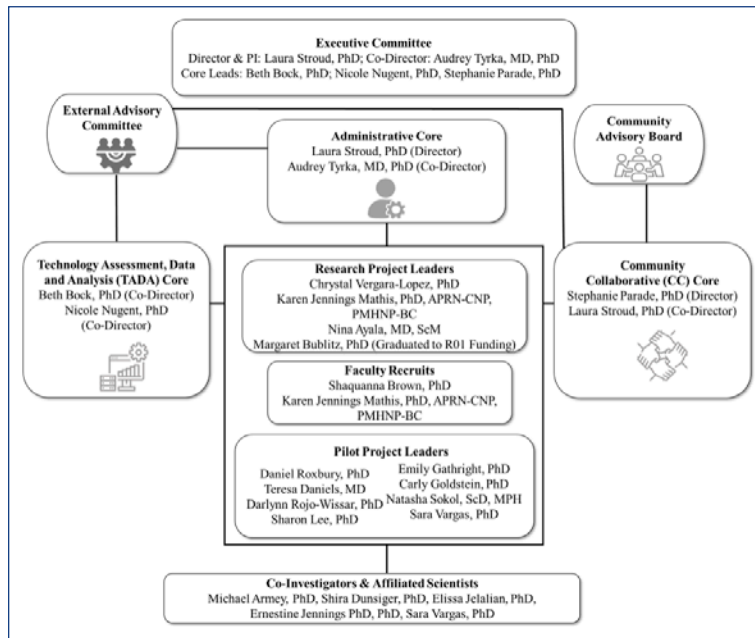 Executive Committee
Director & PI: Laura Stroud, PhD; Co-Director: Audrey Tyrka, MD, PhD
Core Leads: Beth Bock, PhD; Nicole Nugent, PhD, Stephanie Parade, PhD
External Advisory
Committee
Administrative Core
Laura Stroud, PhD (Director)
Audrey Tyrka, MD, PhD (Co-Director)
Community
Advisory Board
Technology Assessment, Data
and Analysis (TADA) Core
Beth Bock, PhD (Co-Director)
Nicole Nugent, PhD
(Co-Director)
Research Project Leaders
Chrystal Vergara-Lopez, PhD
Karen Jennings Mathis, PhD, APRN-CNP,
PMHNP-BC
Nina Ayala, MD, ScM
Margaret Bublitz, PhD (Graduated to R01 Funding)
Faculty Recruits
Shaquanna Brown, PhD
Karen Jennings Mathis, PhD, APRN-CNP,
PMHNP-BC
Pilot Project Leaders
Daniel Roxbury, PhD
Teresa Daniels, MD
Darlynn Rojo-Wissar, PhD
Sharon Lee, PhD
Emily Gathright, PhD
Carly Goldstein, PhD
Natasha Sokol, ScD, MPH
Sara Vargas, PhD
Community
Collaborative (CC) Core
Stephanie Parade, PhD (Director)
Laura Stroud, PhD (Co-Director)
Co-Investigators & Affiliated Scientists
Michael Armey, PhD, Shira Dunsiger, PhD, Elissa Jelalian, PhD,
Ernestine Jennings PhD, PhD, Sara Vargas, PhD